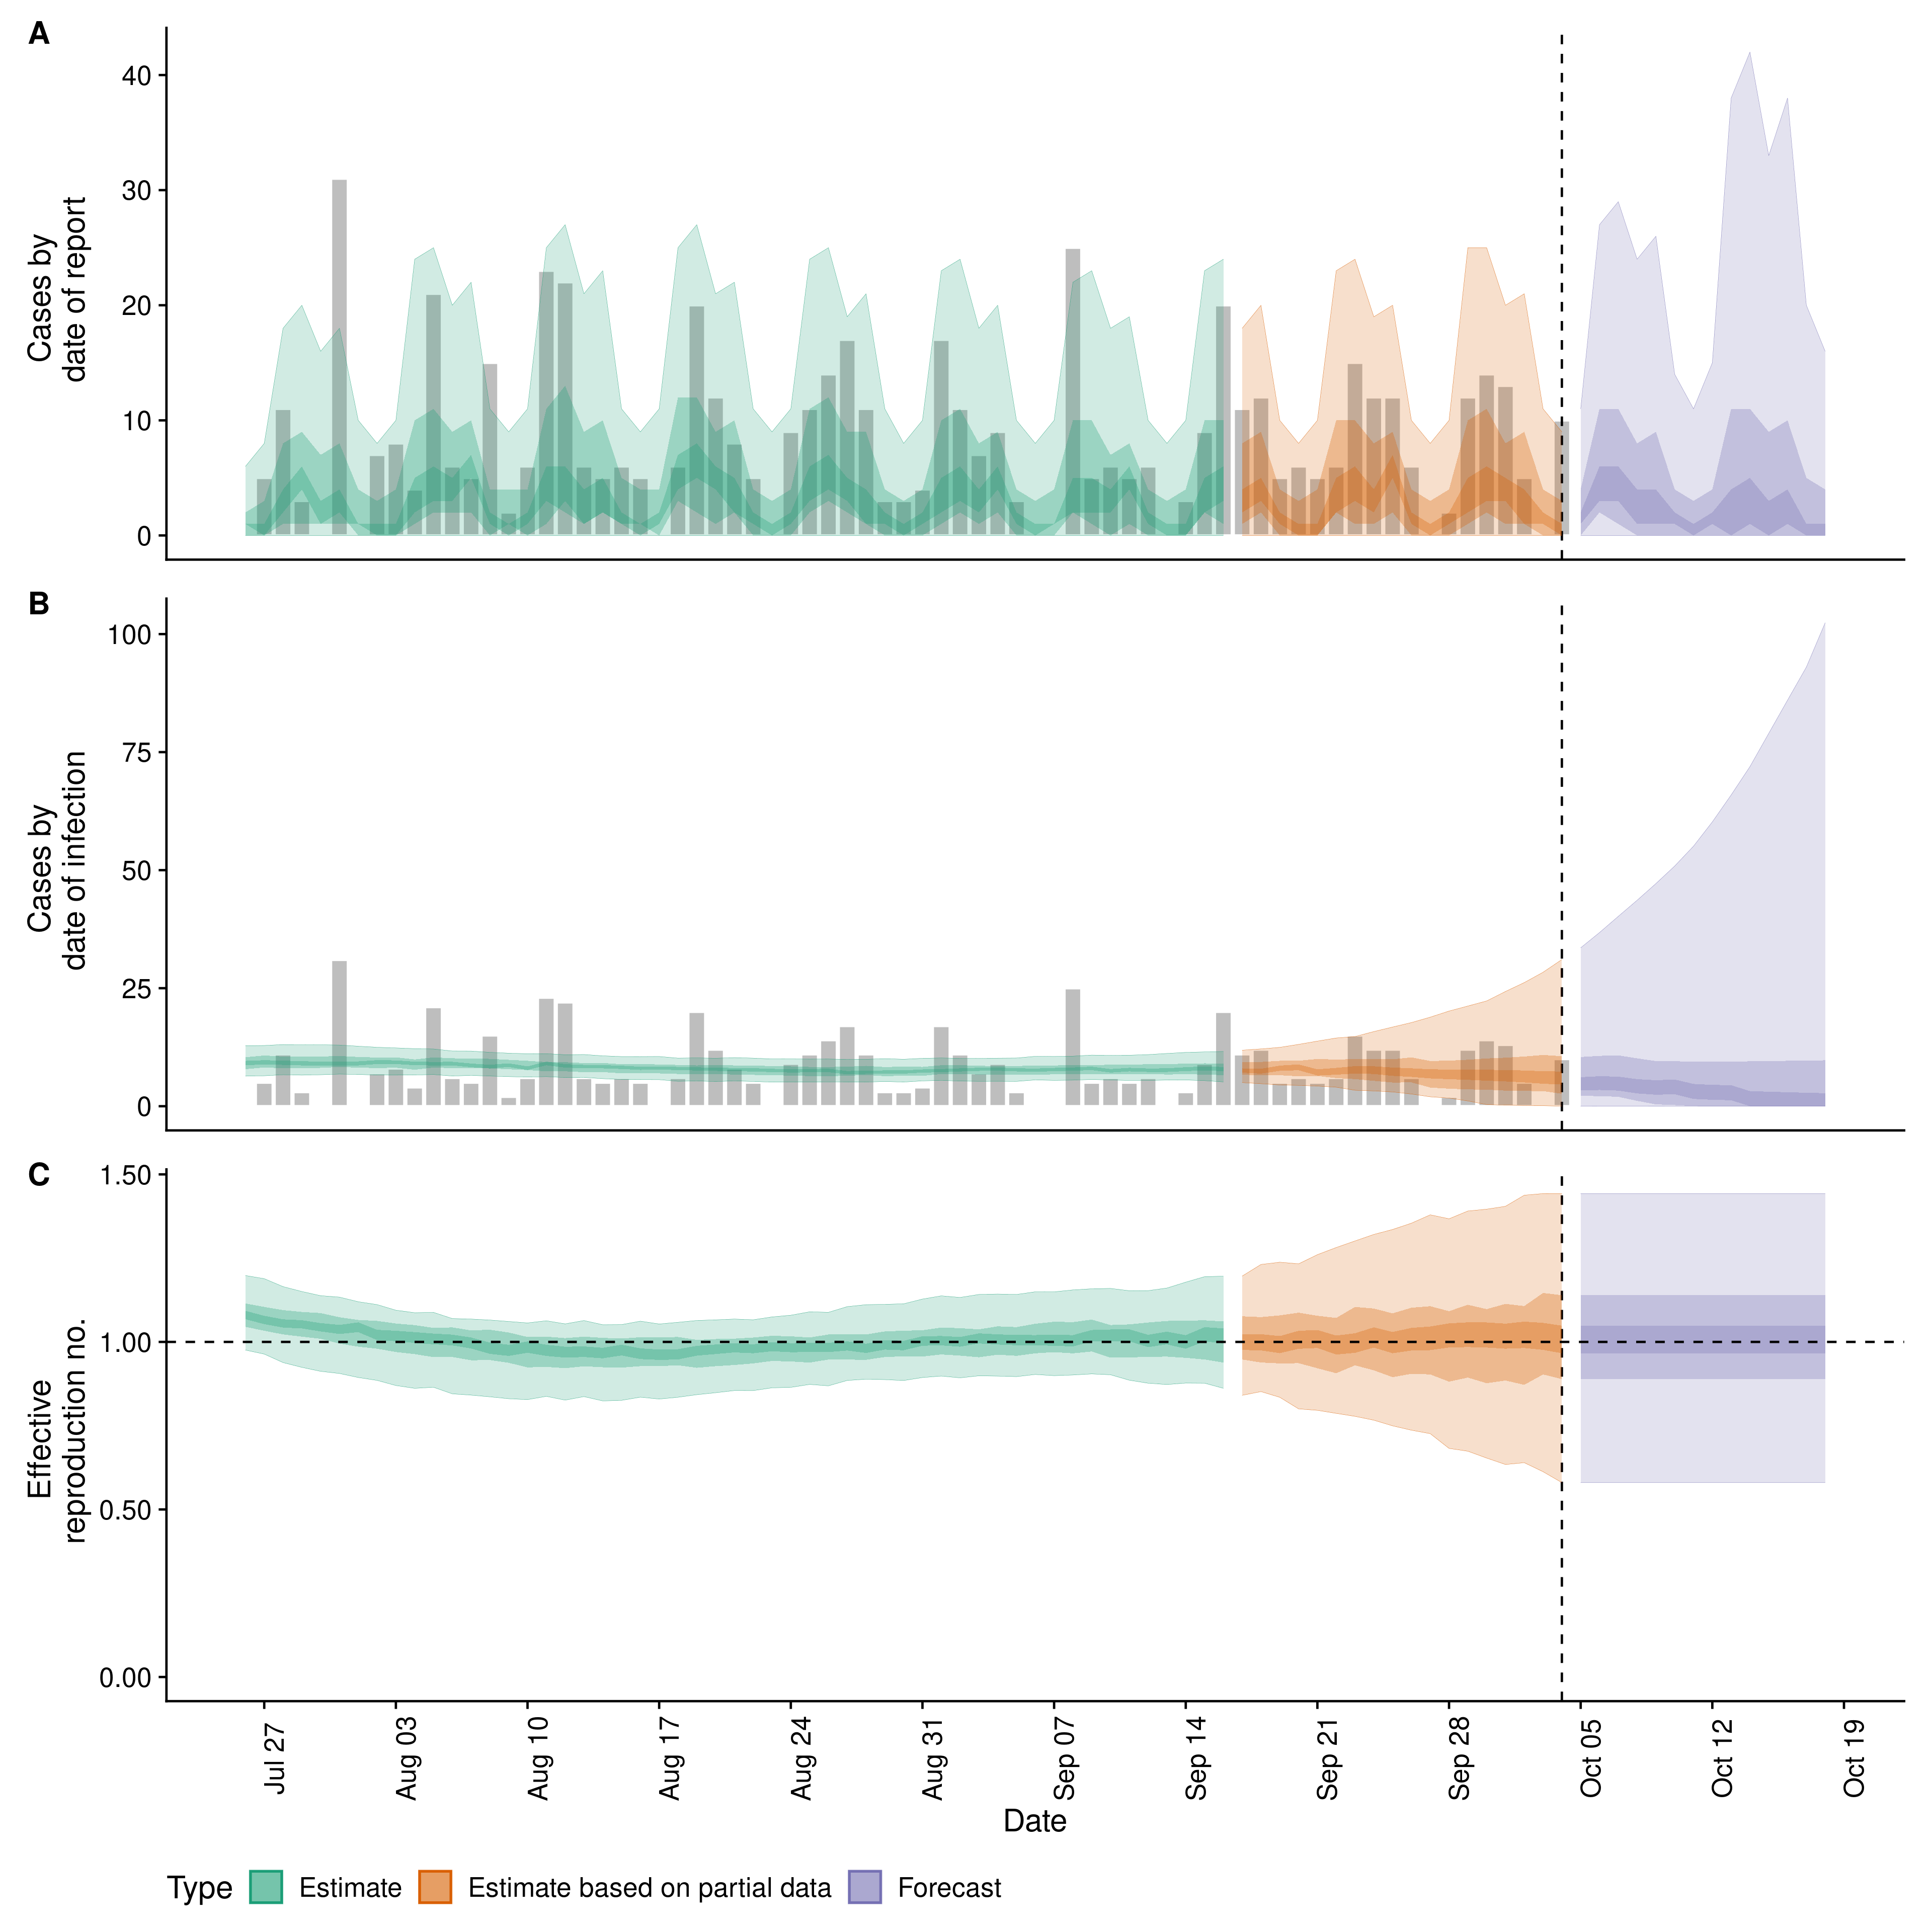 A
Cases by
date of report
40
30
20
10
0
B
Cases by
date of infection
100
75
50
25
0
C
Effective
reproduction no.
1.50
1.00
0.50
0.00
Jul 27
Aug 03
Aug 10
Aug 17
Aug 24
Aug 31
Sep 07
Sep 14
Sep 21
Sep 28
Oct 05
Oct 12
Oct 19
Date
Type Estimate Estimate based on partial data Forecast